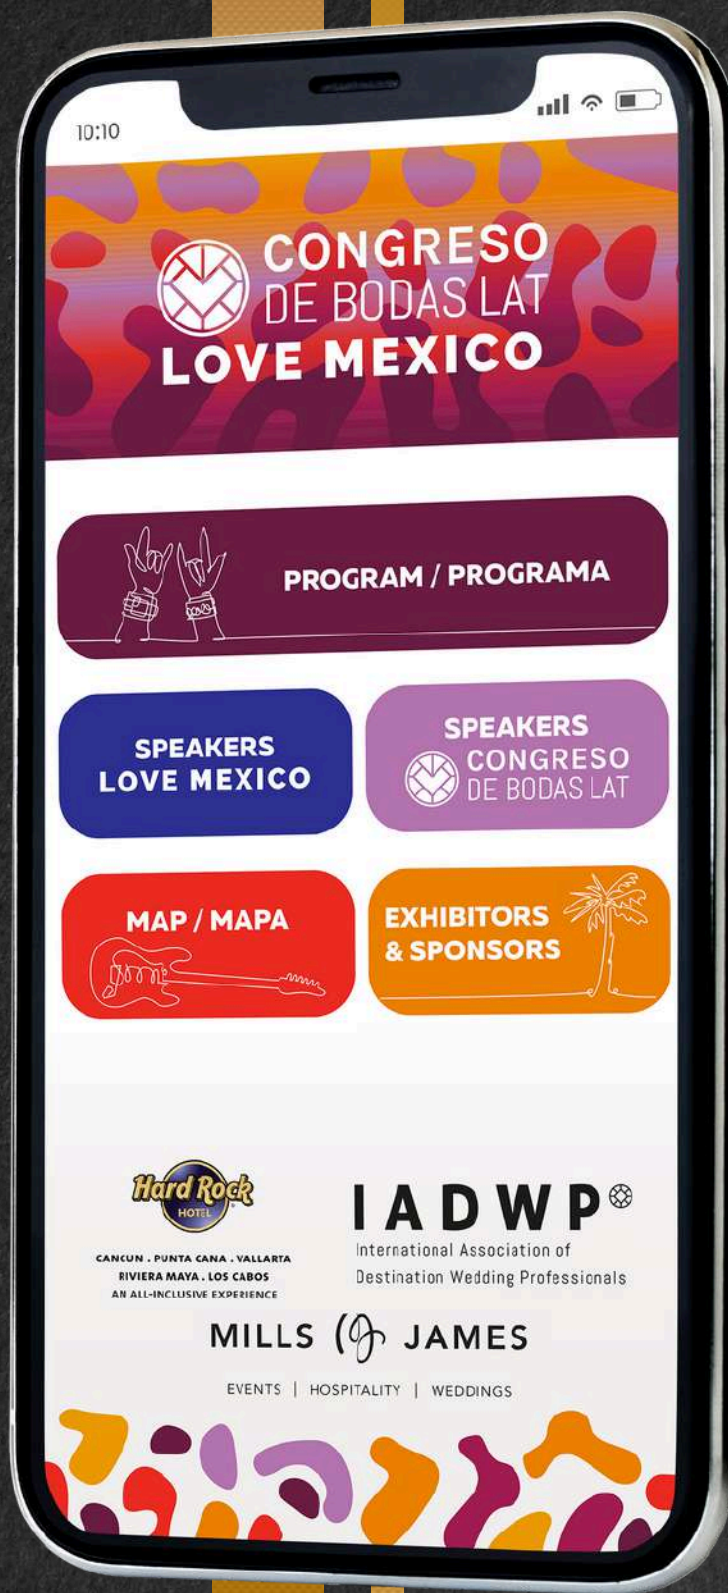 10:10
CONGRESO
DE BODAS LAT
LOVE MEXICO
PROGRAM / PROGRAMA
SPEAKERS
LOVE MEXICO
SPEAKERS
CONGRESO
DE BODAS LAT
MAP / MAPA
EXHIBITORS
& SPONSORS
Hard Rock
HOTEL
CANCUN . PUNTA CANA . VALLARTA
RIVIERA MAYA . LOS CABOS
AN ALL-INCLUSIVE EXPERIENCE
IADWP
International Association of
Destination Wedding Professionals
MILLS JAMES
EVENTS | HOSPITALITY | WEDDINGS